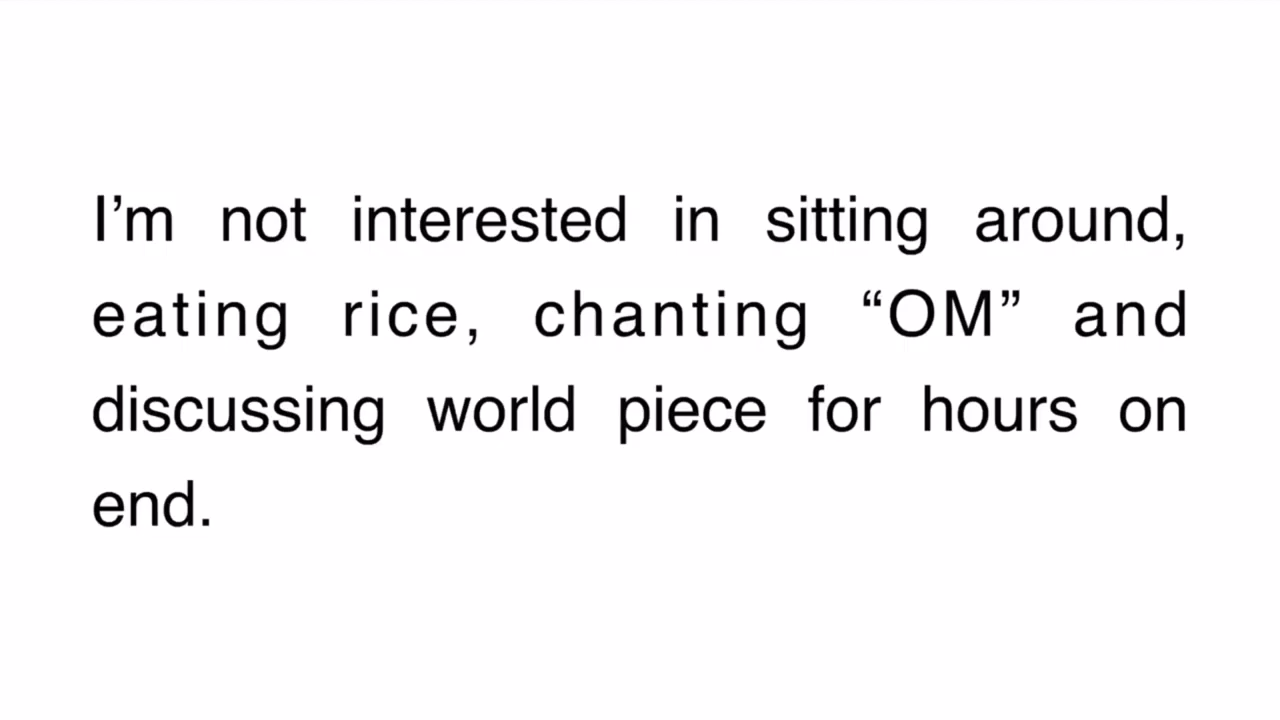 I’m not interested in sitting around,
eating rice, chanting “OM” and
discussing world piece for hours on
end.